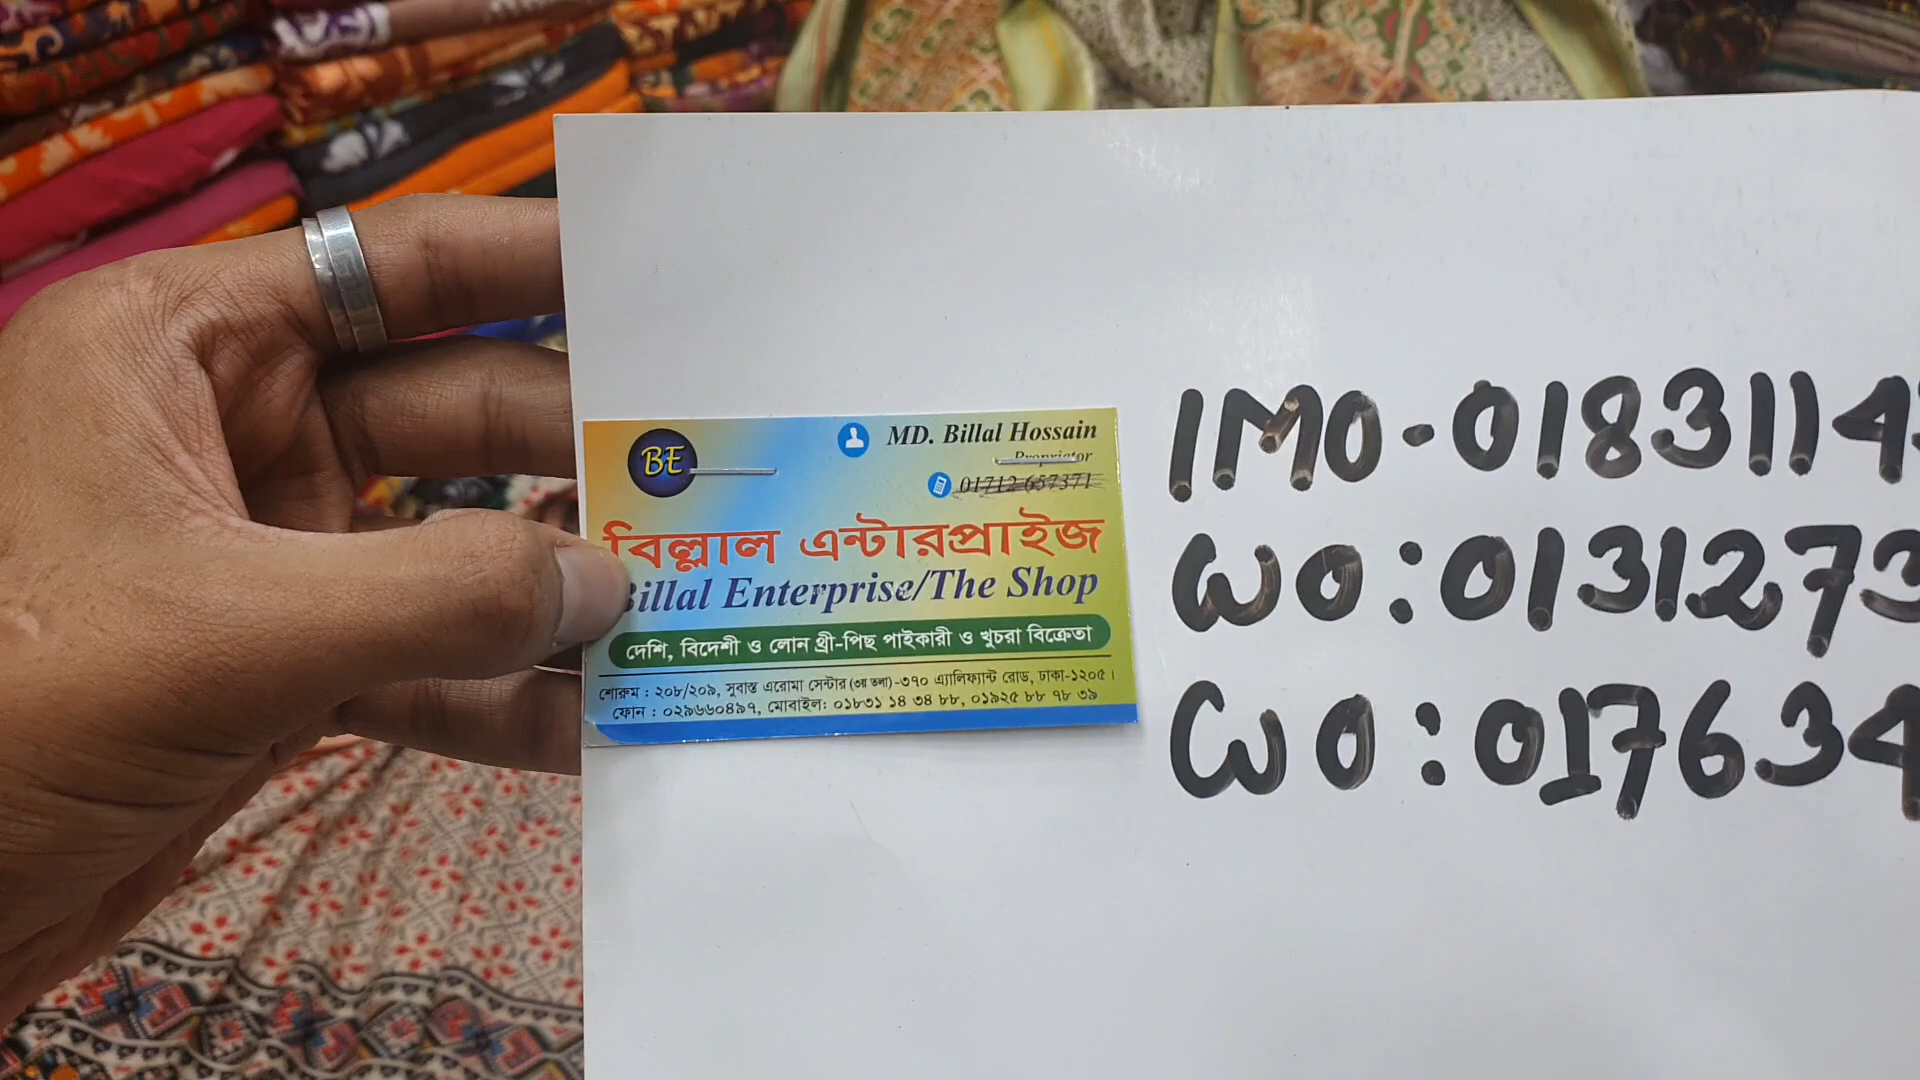 BE
MD. Billal Hossain
Proprietor
01712 657371
বিল্লাল এন্টারপ্রাইজ
Billal Enterprise/The Shop
দেশি, বিদেশী ও লোন থ্রী-পিছ পাইকারী ও খুচরা বিক্রেতা
শোরুম : ২০৮/২০৯, সুবাস্ত এরোমা সেন্টার (৩য় তলা)-৩৭০ এ্যালিফ্যান্ট রোড, ঢাকা-১২০৫।
ফোন : ০২৯৬৬০৪৯৭, মোবাইল: ০১৮৩১ ১৪ ৩৪ ৮৮, ০১৯২৫ ৮৮ ৭৮ ৩৯
IMO-0183114
WO:0131273
WO:017634